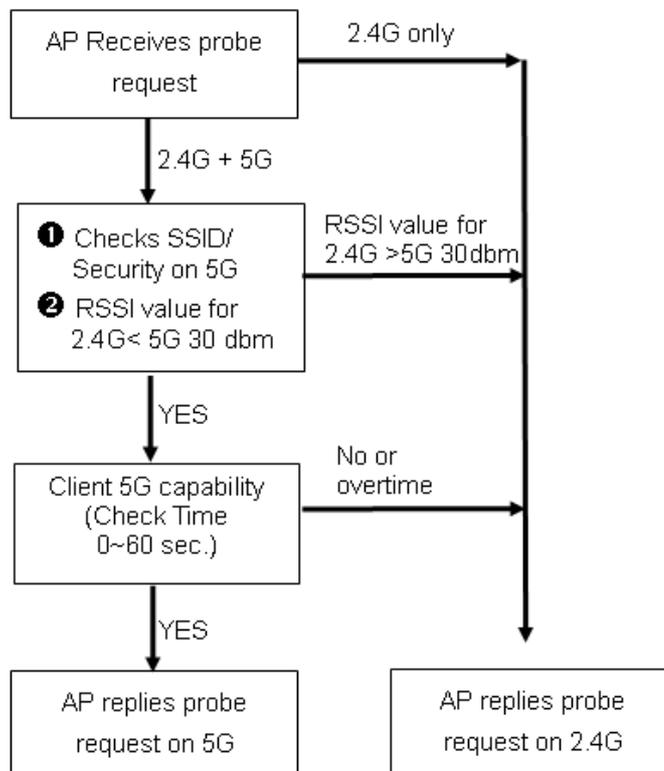 AP Receives probe
request
2.4G only
2.4G + 5G
❶ Checks SSID/
Security on 5G
❷ RSSI value for
2.4G< 5G 30 dbm
RSSI value for
2.4G >5G 30dbm
YES
Client 5G capability
(Check Time
0~60 sec.)
No or
overtime
YES
AP replies probe
request on 5G
AP replies probe
request on 2.4G